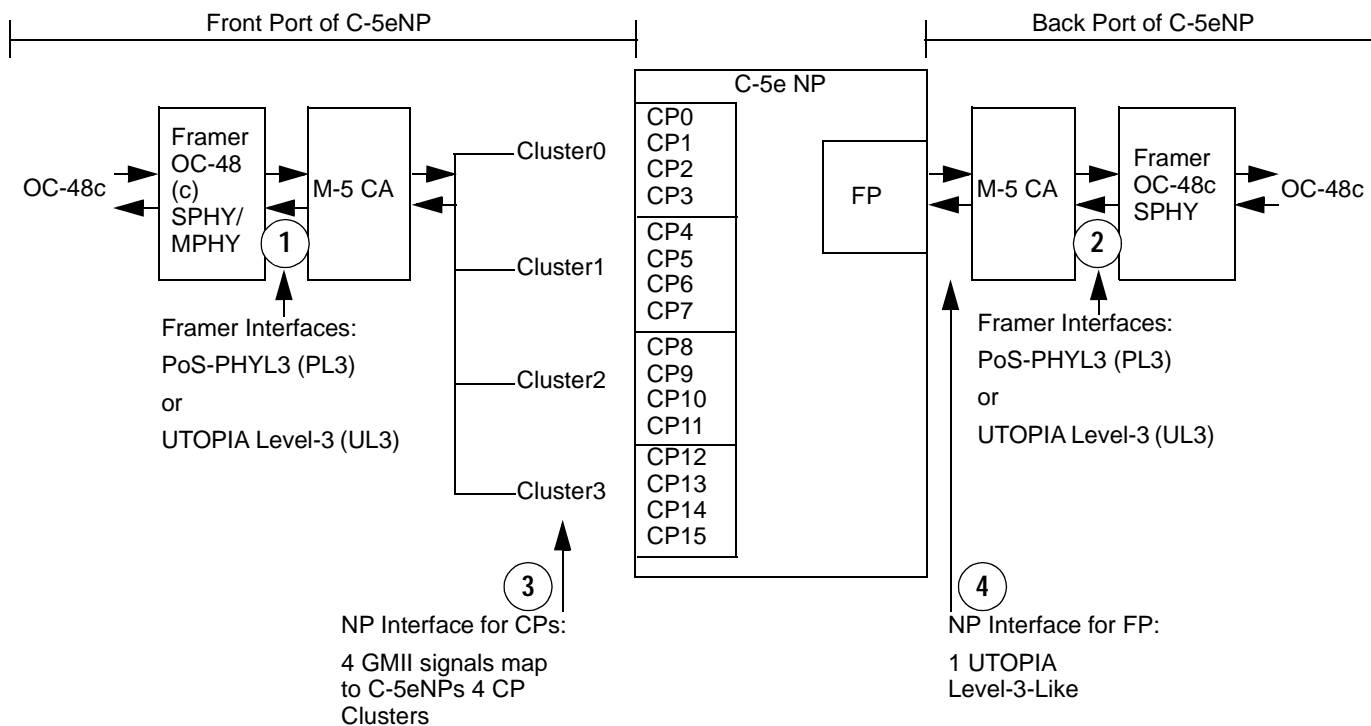 Front Port of C-5eNP
Back Port of C-5eNP
C-5e NP
OC-48c
Framer
OC-48
(c)
SPHY/
MPHY
1
M-5 CA
Cluster0
Cluster1
Cluster2
Cluster3
CP0
CP1
CP2
CP3
CP4
CP5
CP6
CP7
CP8
CP9
CP10
CP11
CP12
CP13
CP14
CP15
FP
M-5 CA
2
Framer
OC-48c
SPHY
OC-48c
Framer Interfaces:
PoS-PHYL3 (PL3)
or
UTOPIA Level-3 (UL3)
Framer Interfaces:
PoS-PHYL3 (PL3)
or
UTOPIA Level-3 (UL3)
3
NP Interface for CPs:
4 GMII signals map
to C-5eNPs 4 CP
Clusters
4
NP Interface for FP:
1 UTOPIA
Level-3-Like